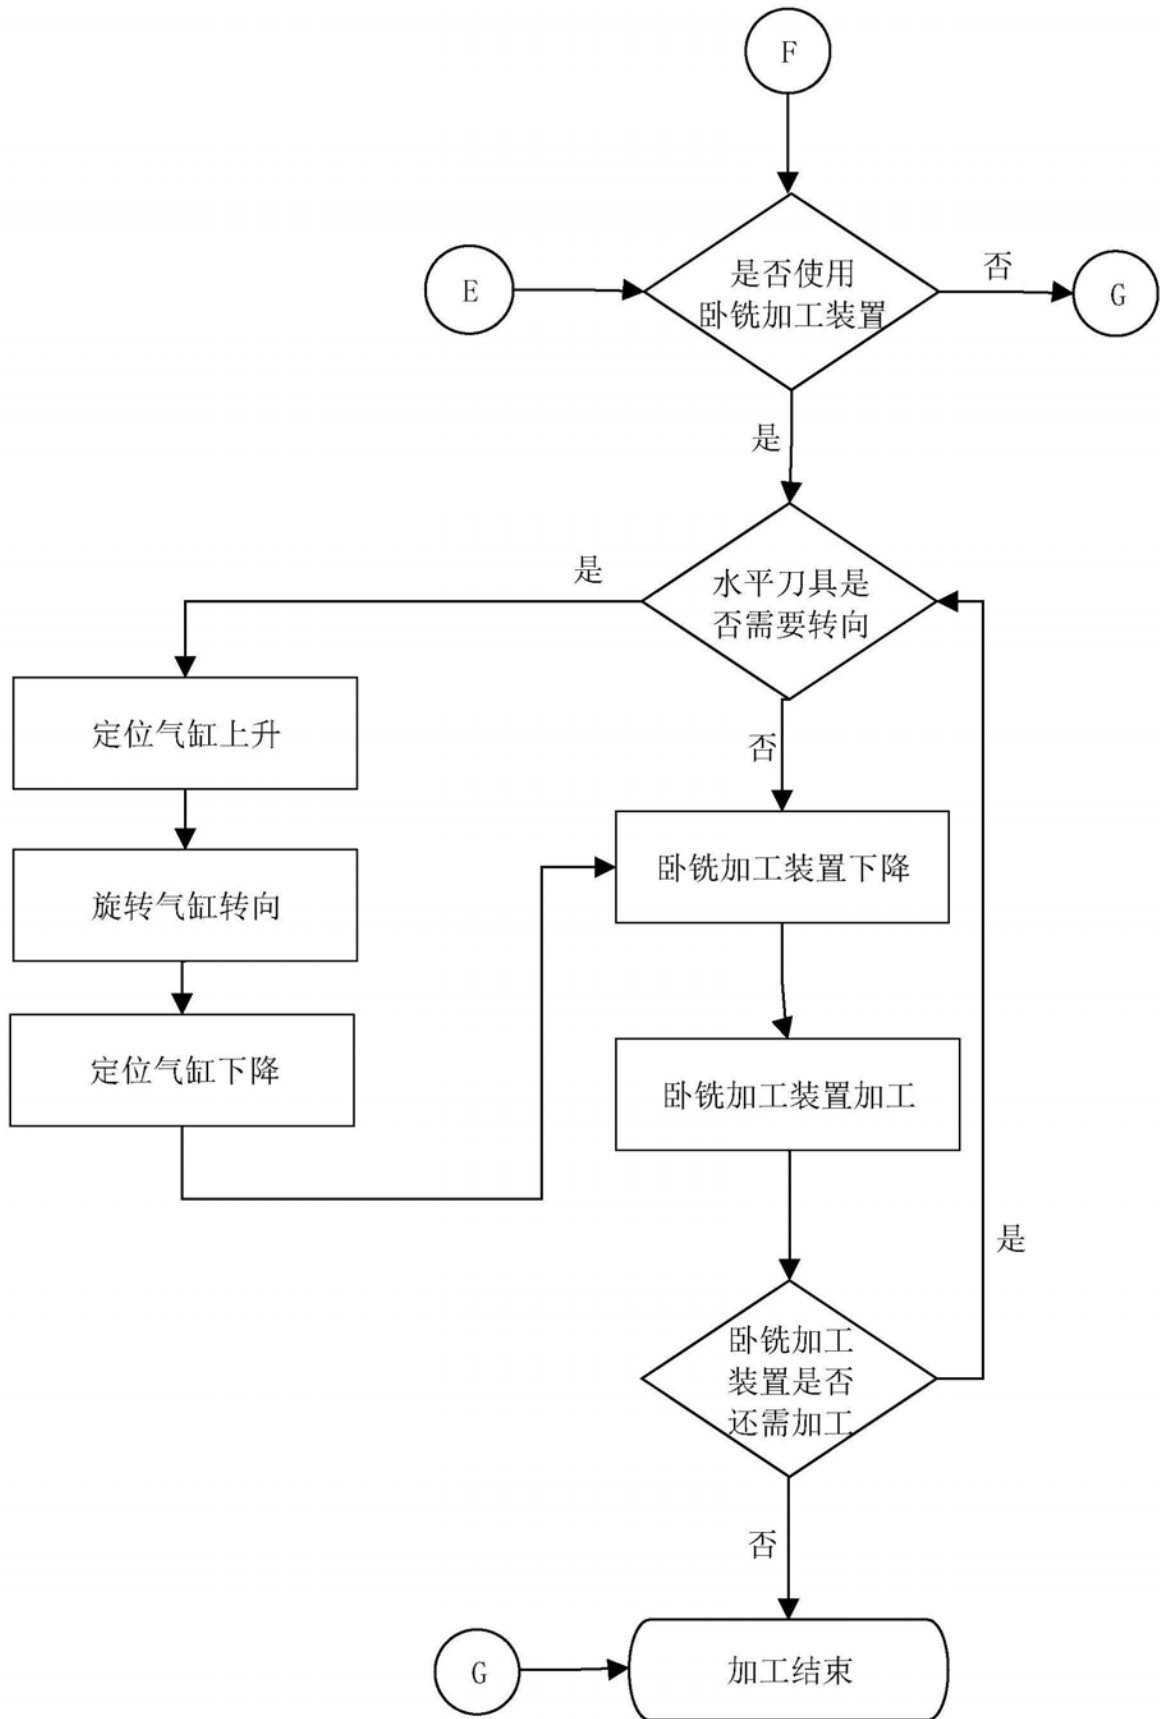 F
E
是否使用
卧铣加工装置
否
G
是
是
水平刀具是
否需要转向
定位气缸上升
否
旋转气缸转向
卧铣加工装置下降
定位气缸下降
卧铣加工装置加工
是
卧铣加工
装置是否
还需加工
否
G
加工结束